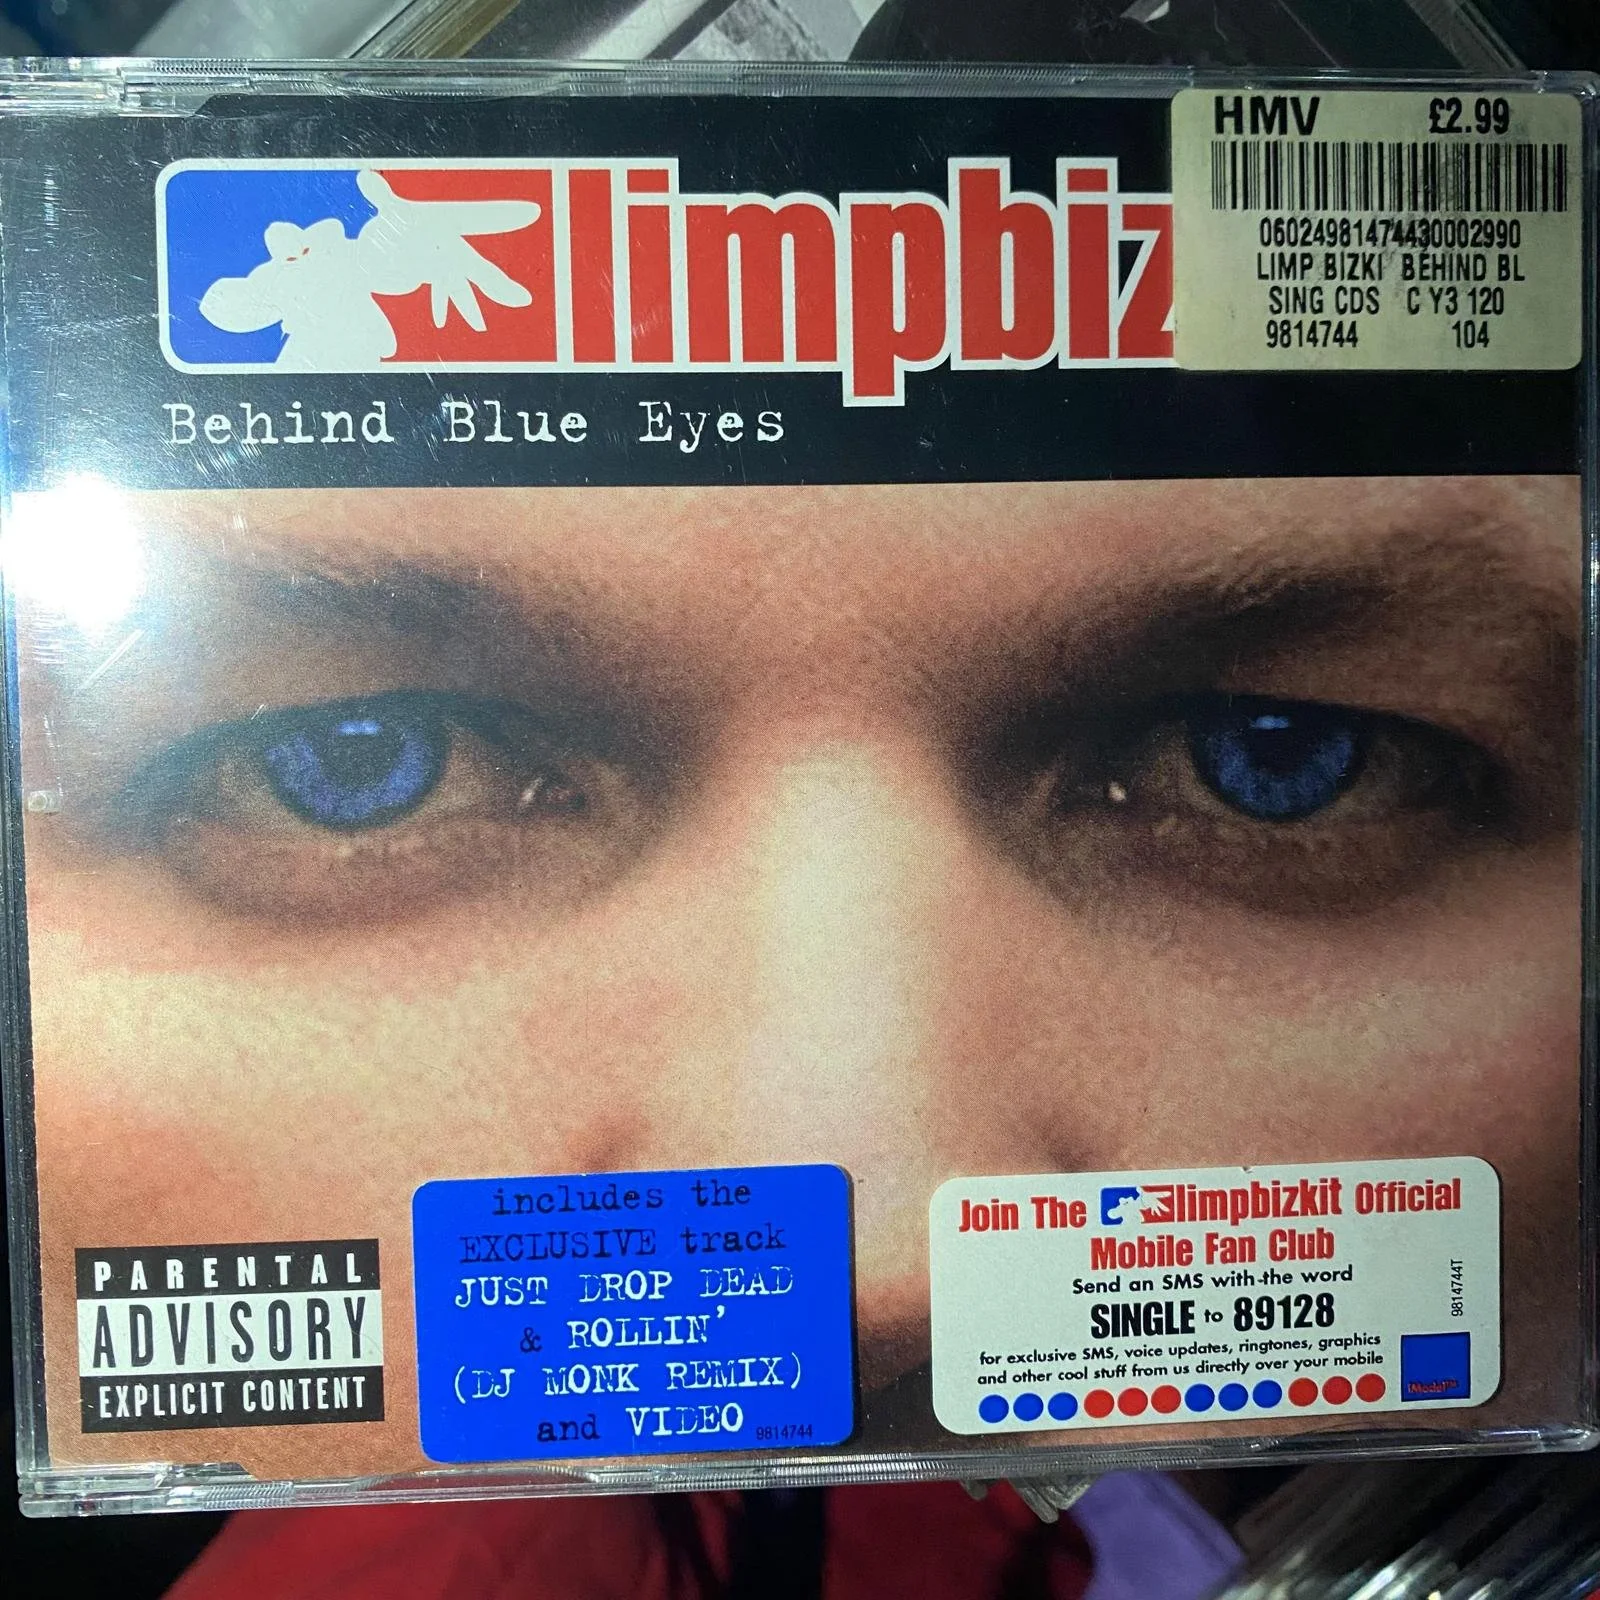 HMV £2.99
06024981474430002990
LIMP BIZKI BEHIND BL
SING CDS C Y3 120
9814744 104
limpbiz
Behind Blue Eyes
PARENTAL
ADVISORY
EXPLICIT CONTENT
includes the
EXCLUSIVE track
JUST DROP DEAD
& ROLLIN'
(DJ MONK REMIX)
and VIDEO 9814744
Join The limpbizkit Official
Mobile Fan Club
Send an SMS with the word
SINGLE to 89128
for exclusive SMS, voice updates, ringtones, graphics
and other cool stuff from us directly over your mobile
9814744T
iMode!™